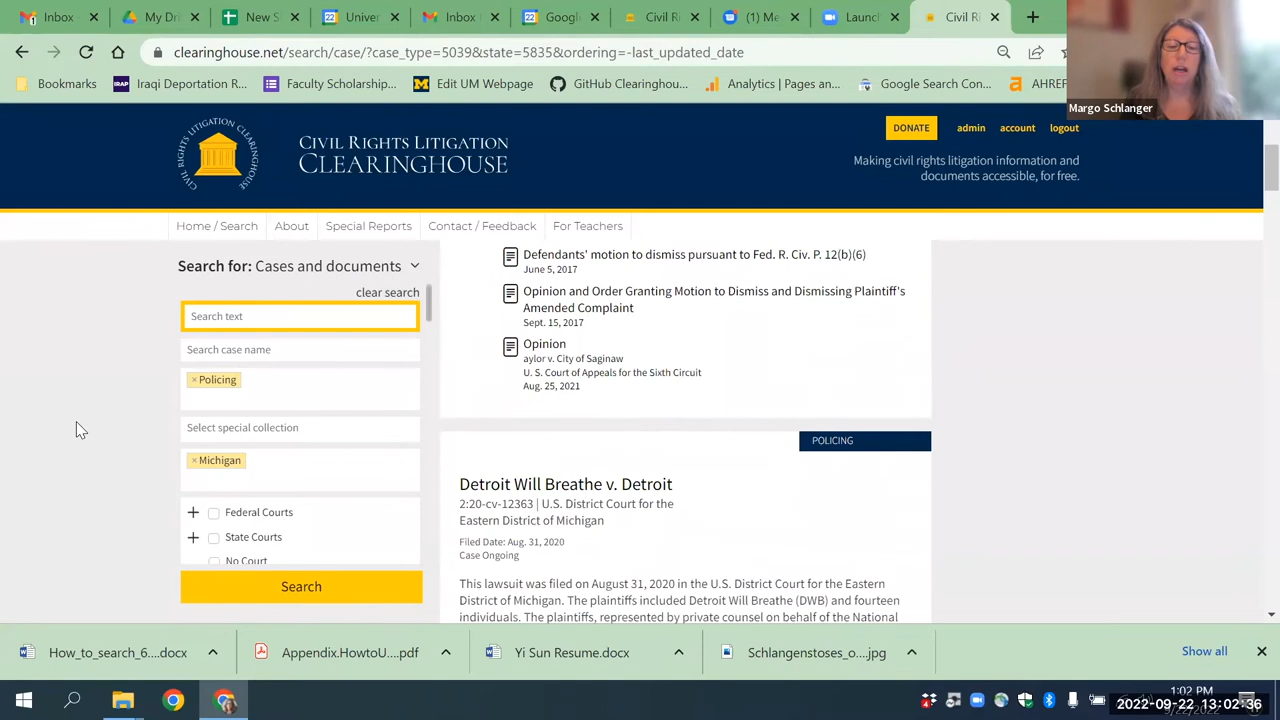 Inbox
My Dri
New S
Univer
Inbox
Googl
Civil Ri
(1) Me
Launch
Civil Ri
clearinghouse.net/search/case/?case_type=5039&state=5835&ordering=-last_updated_date
Bookmarks
IRAP
Iraqi Deportation R...
Faculty Scholarship...
Edit UM Webpage
GitHub Clearinghou...
Analytics | Pages an...
Google Search Con...
AHREF
Margo Schlanger
CIVIL RIGHTS LITIGATION CLEARINGHOUSE
CIVIL RIGHTS LITIGATION
CLEARINGHOUSE
DONATE
admin
account
logout
Making civil rights litigation information and
documents accessible, for free.
Home / Search
About
Special Reports
Contact / Feedback
For Teachers
Search for: Cases and documents
clear search
Search text
Search case name
× Policing
Select special collection
× Michigan
Federal Courts
State Courts
No Court
Search
Defendants' motion to dismiss pursuant to Fed. R. Civ. P. 12(b)(6)
June 5, 2017
Opinion and Order Granting Motion to Dismiss and Dismissing Plaintiff's
Amended Complaint
Sept. 15, 2017
Opinion
aylor v. City of Saginaw
U. S. Court of Appeals for the Sixth Circuit
Aug. 25, 2021
POLICING
Detroit Will Breathe v. Detroit
2:20-cv-12363 | U.S. District Court for the
Eastern District of Michigan
Filed Date: Aug. 31, 2020
Case Ongoing
This lawsuit was filed on August 31, 2020 in the U.S. District Court for the Eastern
District of Michigan. The plaintiffs included Detroit Will Breathe (DWB) and fourteen
individuals. The plaintiffs, represented by private counsel on behalf of the National
How_to_search_6....docx
Appendix.HowtoU....pdf
Yi Sun Resume.docx
Schlangenstoses_o....jpg
Show all
1:02 PM
2022-09-22 13:02:36